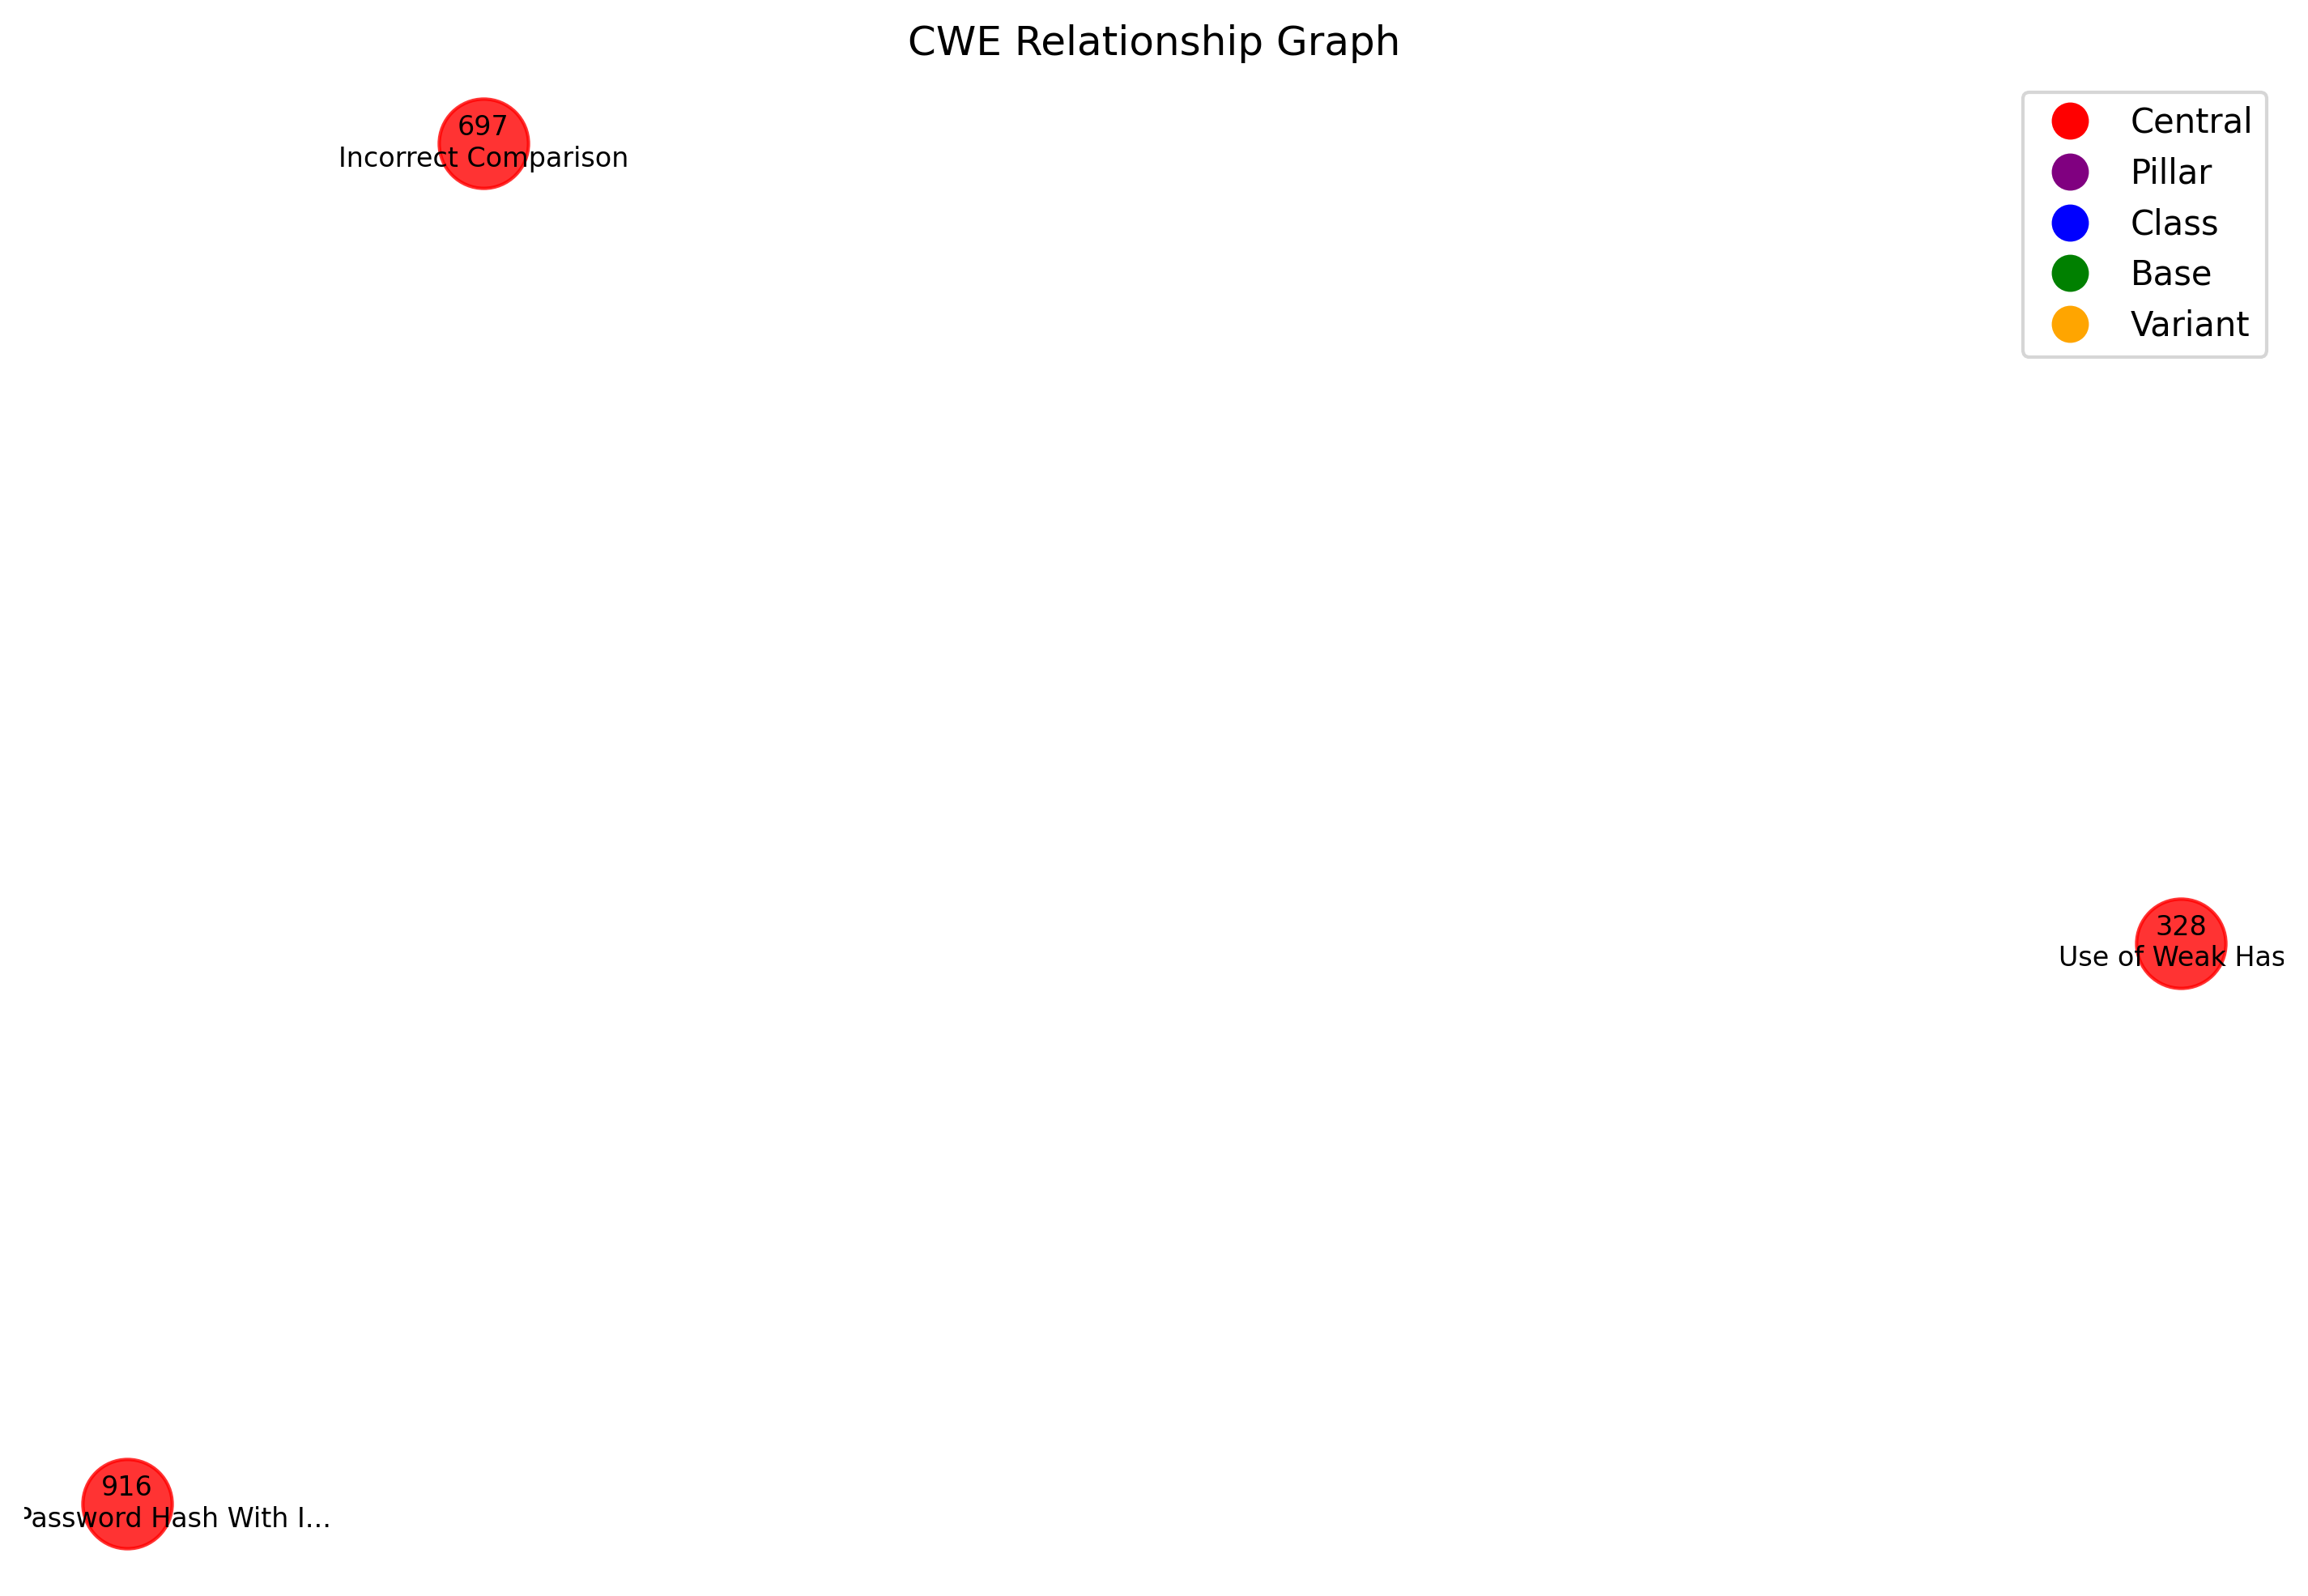 CWE Relationship Graph
697
Incorrect Comparison
Central
Pillar
Class
Base
Variant
328
Use of Weak Has
916
Password Hash With I...